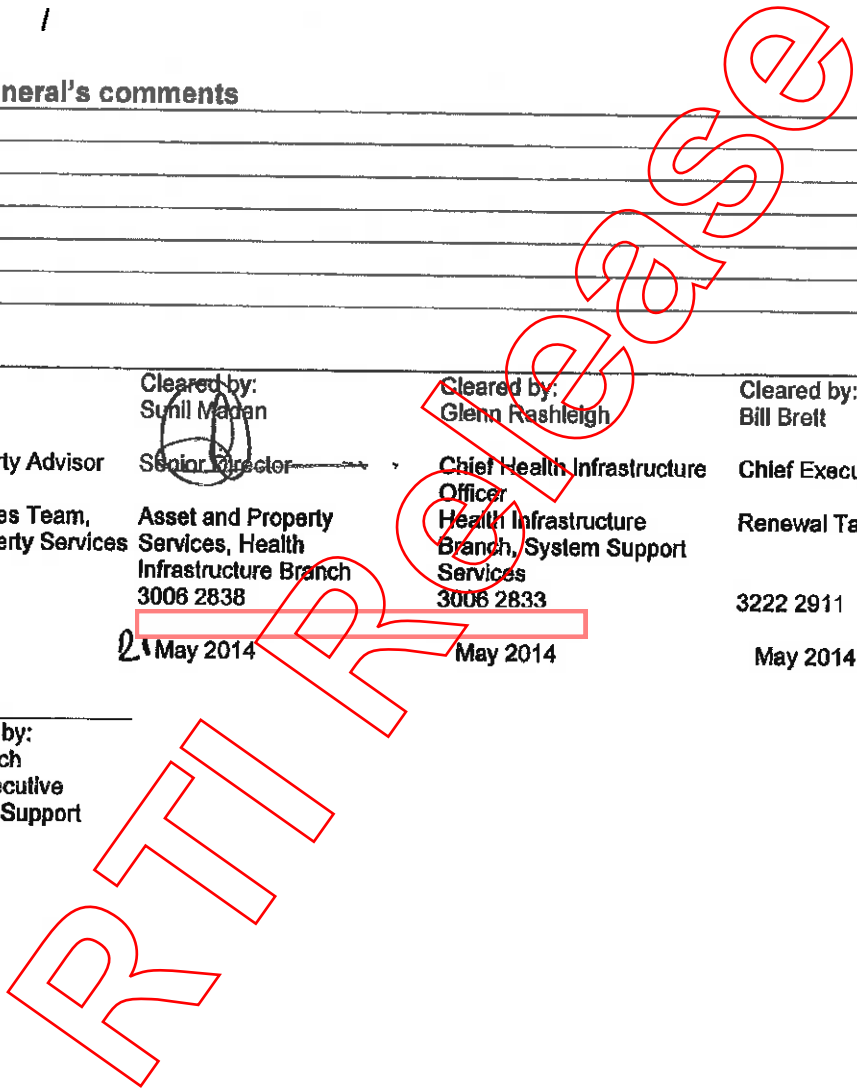 /
neral's comments
Cleared by:
Sunil Madan
Senior Director
Asset and Property
Services, Health
Infrastructure Branch
3006 2838
21 May 2014
Cleared by:
Glenn Rashleigh
Chief Health Infrastructure
Officer
Health Infrastructure
Branch, System Support
Services
3006 2833
May 2014
Cleared by:
Bill Brett
Chief Execu
Renewal Ta
3222 2911
May 2014
rty Advisor
es Team,
erty Services
by:
ch
ecutive
Support
RTI Release